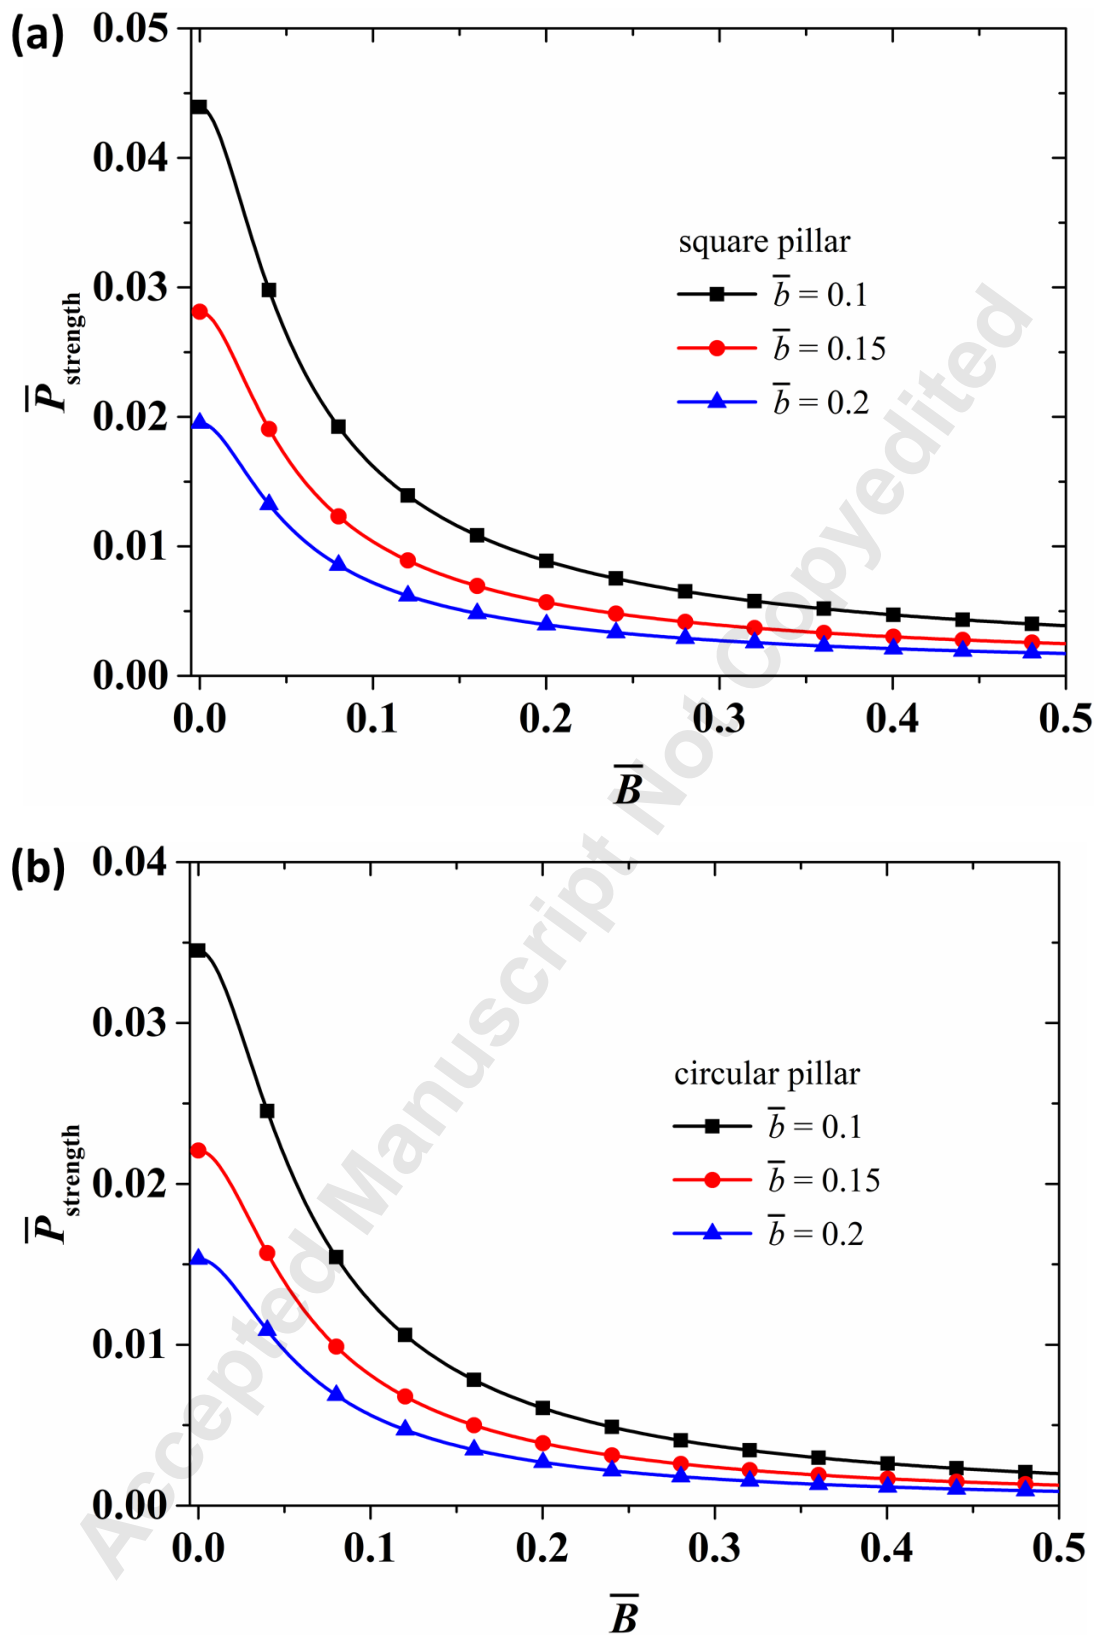 (a)
0.05
0.04
0.03
0.02
0.01
0.00
P̅ strength
square pillar
b̅ = 0.1
b̅ = 0.15
b̅ = 0.2
0.0 0.1 0.2 0.3 0.4 0.5
B̅
(b)
0.04
0.03
0.02
0.01
0.00
P̅ strength
circular pillar
b̅ = 0.1
b̅ = 0.15
b̅ = 0.2
0.0 0.1 0.2 0.3 0.4 0.5
B̅
Accepted Manuscript Not Copyedited